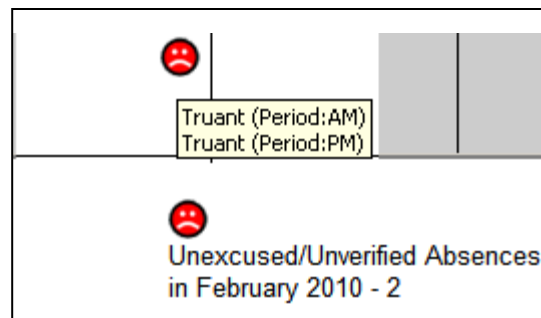 Truant (Period:AM)
Truant (Period:PM)
Unexcused/Unverified Absences
in February 2010 - 2